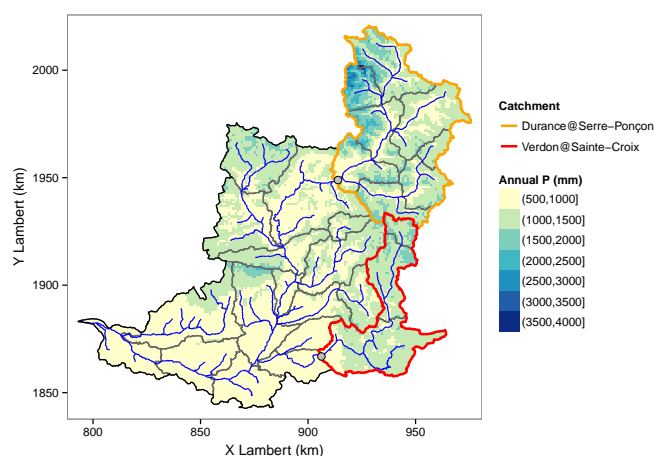 2000
1950
1900
1850
Y Lambert (km)
800
850
900
950
X Lambert (km)
Catchment
Durance@Serre−Ponçon
Verdon@Sainte−Croix
Annual P (mm)
(500,1000]
(1000,1500]
(1500,2000]
(2000,2500]
(2500,3000]
(3000,3500]
(3500,4000]